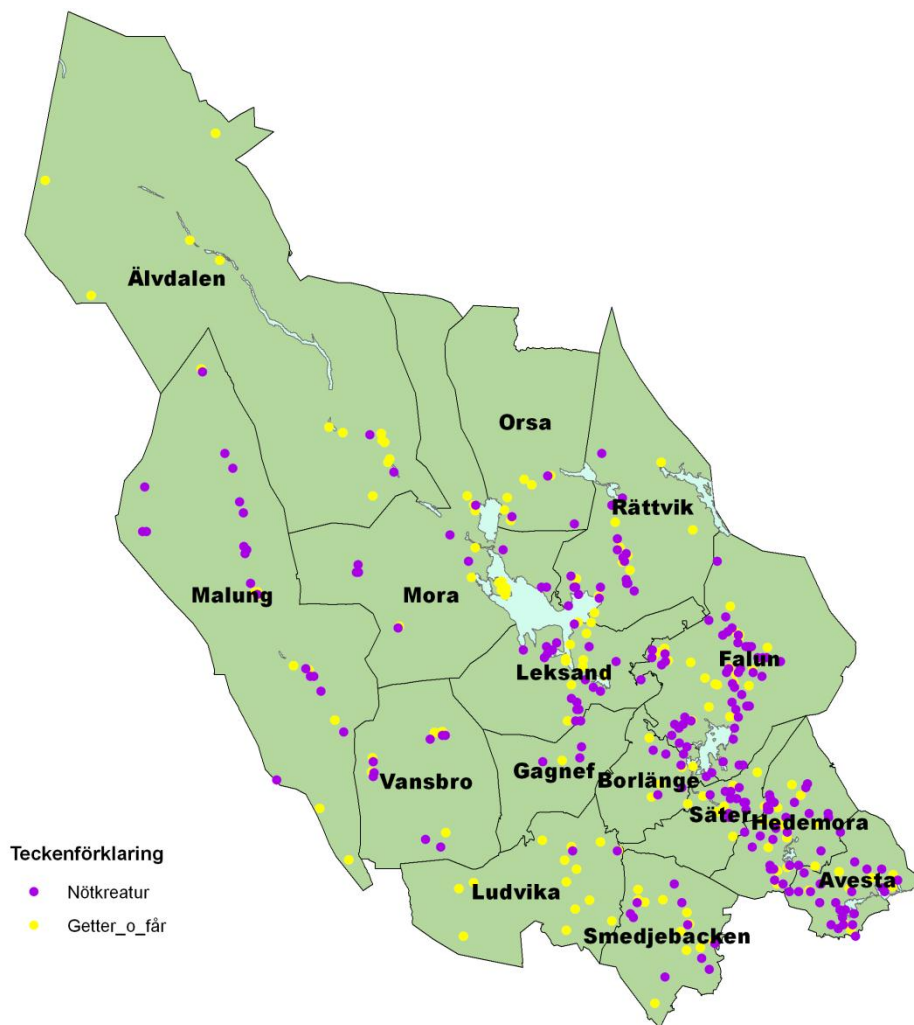 Älvdalen
Orsa
Rättvik
Malung
Mora
Leksand
Falun
Vansbro
Gagnef
Borlänge
Säter
Hedemora
Avesta
Ludvika
Smedjebacken
Teckenförklaring
Nötkreatur
Getter_o_får